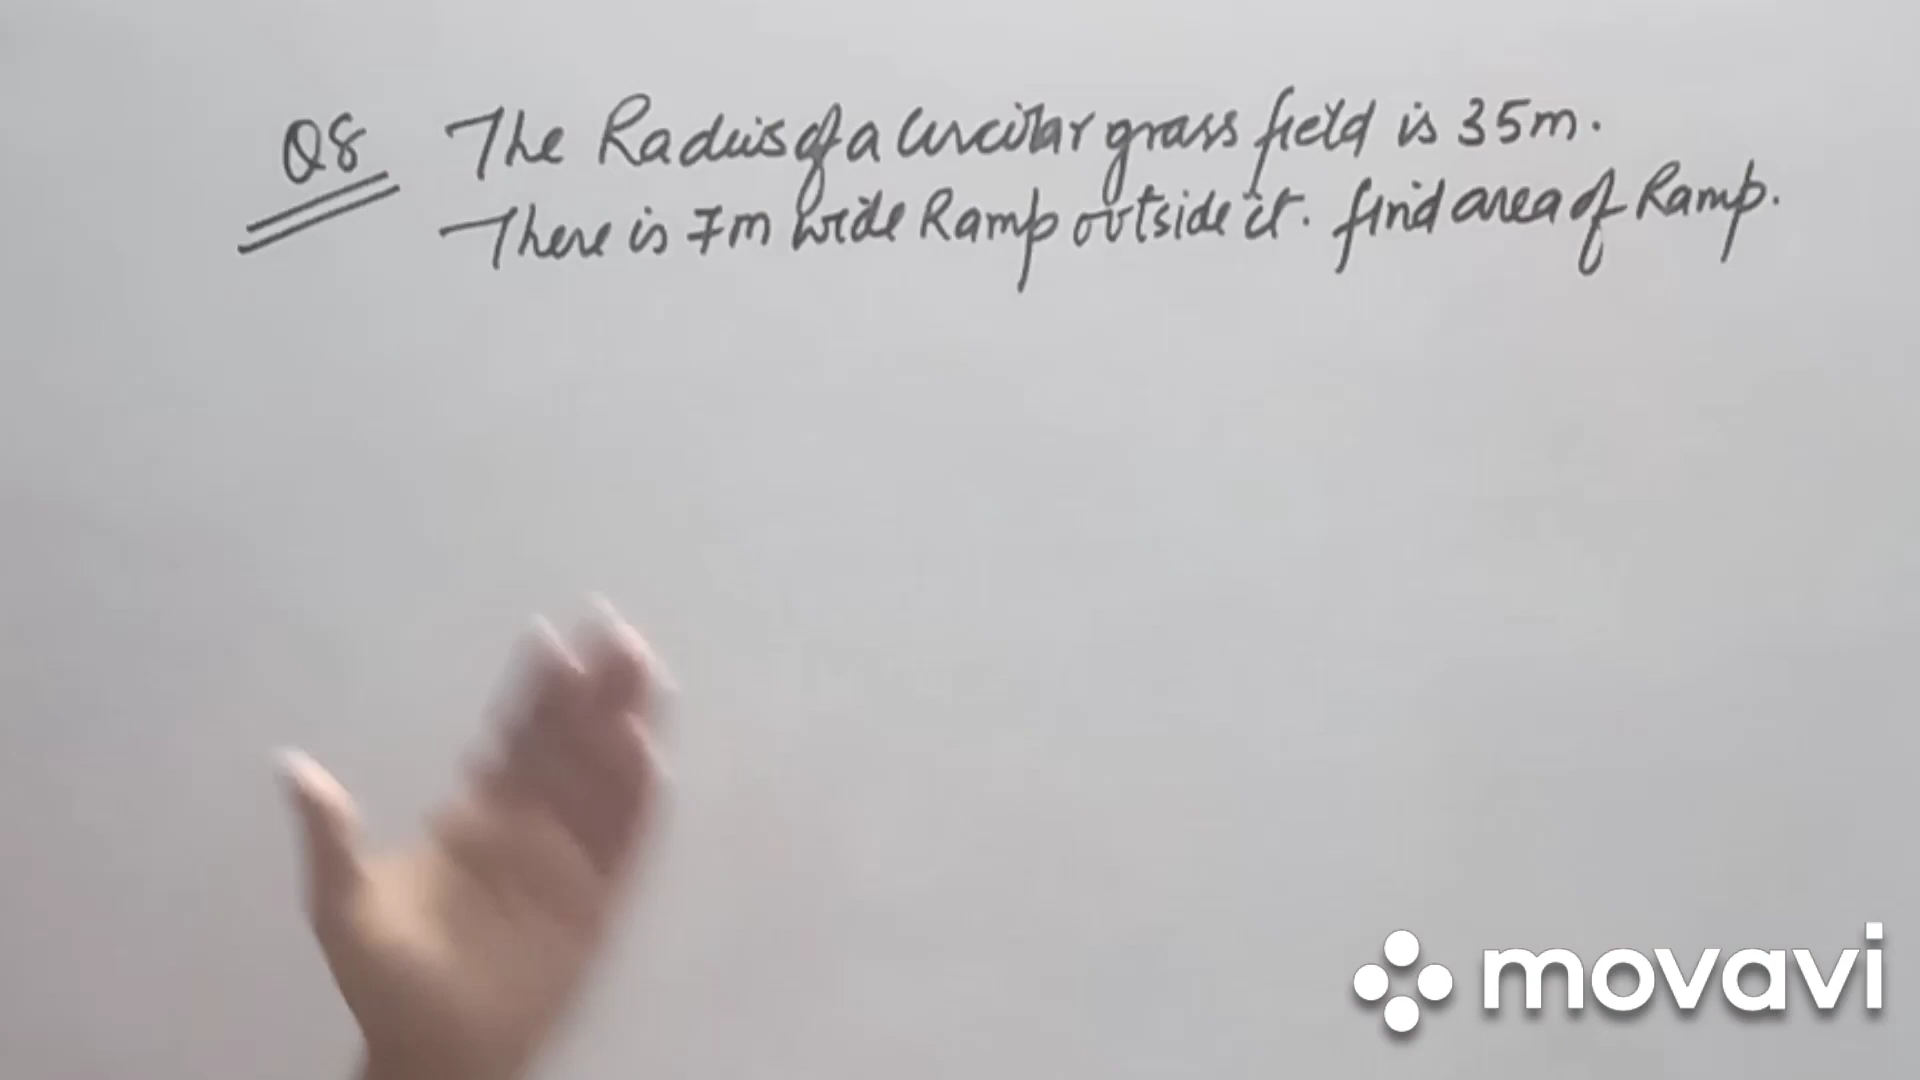 Q8 The Radius of a circular grass field is 35m.
There is 7m wide Ramp outside it. find area of Ramp.
movavi